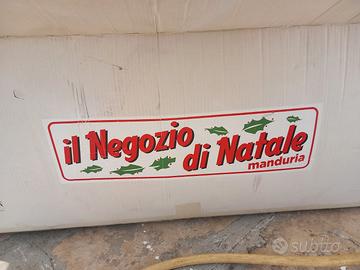 il Negozio
di Natale
manduria
subito